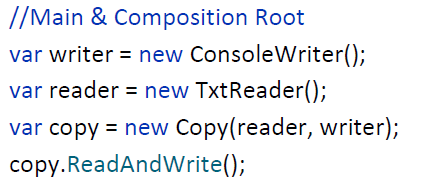 //Main & Composition Root
var writer = new ConsoleWriter();
var reader = new TxtReader();
var copy = new Copy(reader, writer);
copy.ReadAndWrite();